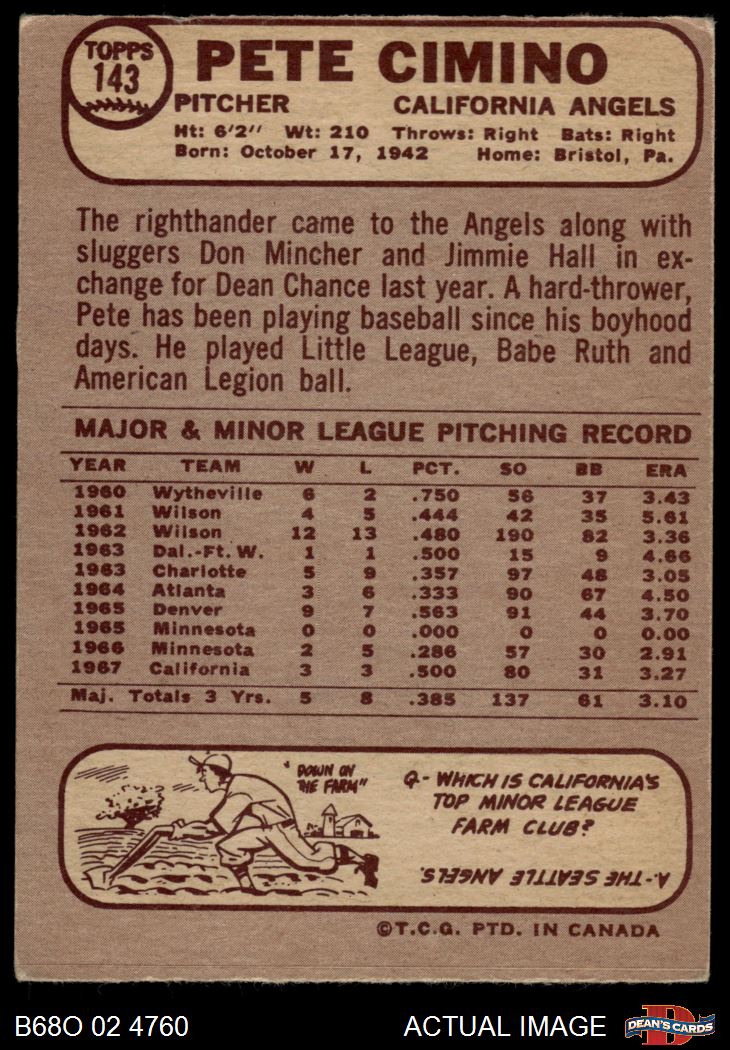 TOPPS
143
PETE CIMINO
PITCHER CALIFORNIA ANGELS
Ht: 6'2" Wt: 210 Throws: Right Bats: Right
Born: October 17, 1942 Home: Bristol, Pa.
The righthander came to the Angels along with
sluggers Don Mincher and Jimmie Hall in ex-
change for Dean Chance last year. A hard-thrower,
Pete has been playing baseball since his boyhood
days. He played Little League, Babe Ruth and
American Legion ball.
MAJOR & MINOR LEAGUE PITCHING RECORD
YEAR TEAM W L PCT. SO BB ERA
1960 Wytheville 6 2 .750 56 37 3.43
1961 Wilson 4 5 .444 42 35 5.61
1962 Wilson 12 13 .480 190 82 3.36
1963 Dal.-Ft. W. 1 1 .500 15 9 4.66
1963 Charlotte 5 9 .357 97 48 3.05
1964 Atlanta 3 6 .333 90 67 4.50
1965 Denver 9 7 .563 91 44 3.70
1965 Minnesota 0 0 .000 0 0 0.00
1966 Minnesota 2 5 .286 57 30 2.91
1967 California 3 3 .500 80 31 3.27
Maj. Totals 3 Yrs. 5 8 .385 137 61 3.10
"DOWN ON
THE FARM"
Q- WHICH IS CALIFORNIA'S
TOP MINOR LEAGUE
FARM CLUB?
A-THE SEATTLE ANGELS.
©T.C.G. PTD. IN CANADA
B68O 02 4760 ACTUAL IMAGE
D
DEAN'S CARDS